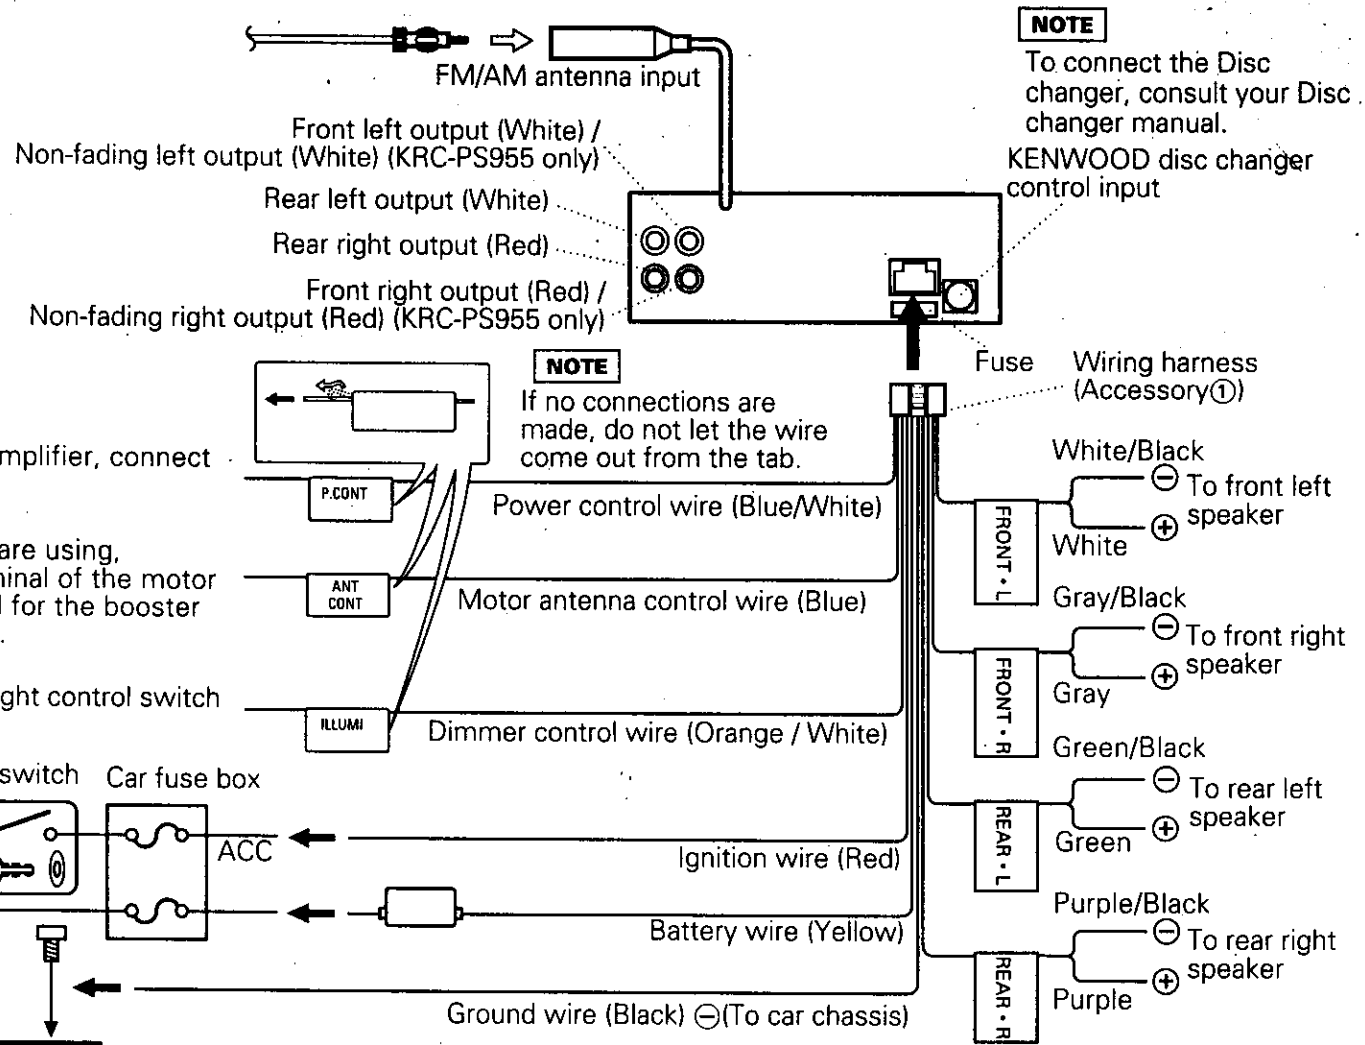 NOTE
To connect the Disc
changer, consult your Disc
changer manual.
KENWOOD disc changer
control input
FM/AM antenna input
Front left output (White) /
Non-fading left output (White) (KRC-PS955 only)
Rear left output (White)
Rear right output (Red)
Front right output (Red) /
Non-fading right output (Red) (KRC-PS955 only)
Fuse
Wiring harness
(Accessory①)
NOTE
If no connections are
made, do not let the wire
come out from the tab.
mplifier, connect
P.CONT
Power control wire (Blue/White)
are using,
ninal of the motor
l for the booster
ANT
CONT
Motor antenna control wire (Blue)
ght control switch
ILLUMI
Dimmer control wire (Orange / White)
switch
Car fuse box
ACC
Ignition wire (Red)
Battery wire (Yellow)
Ground wire (Black) ⊖(To car chassis)
White/Black
⊖ To front left
speaker
⊕
White
FRONT • L
Gray/Black
⊖ To front right
speaker
⊕
Gray
FRONT • R
Green/Black
⊖ To rear left
speaker
⊕
Green
REAR • L
Purple/Black
⊖ To rear right
speaker
⊕
Purple
REAR • R